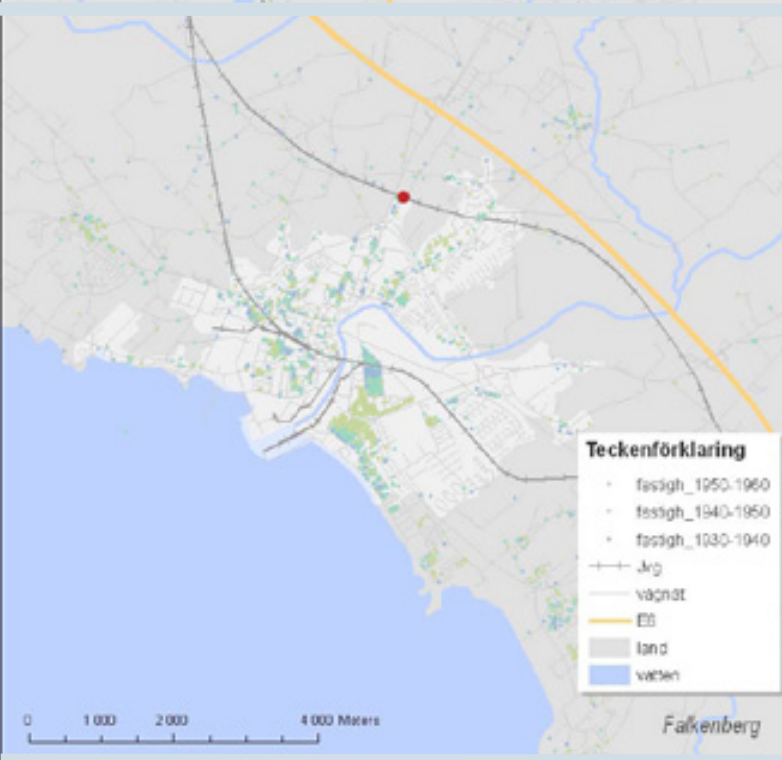 Teckenförklaring
fastigh_1950-1960
fastigh_1940-1950
fastigh_1930-1940
vägnät
E6
land
vatten
0 1 000 2 000 4 000 Meters
Falkenberg